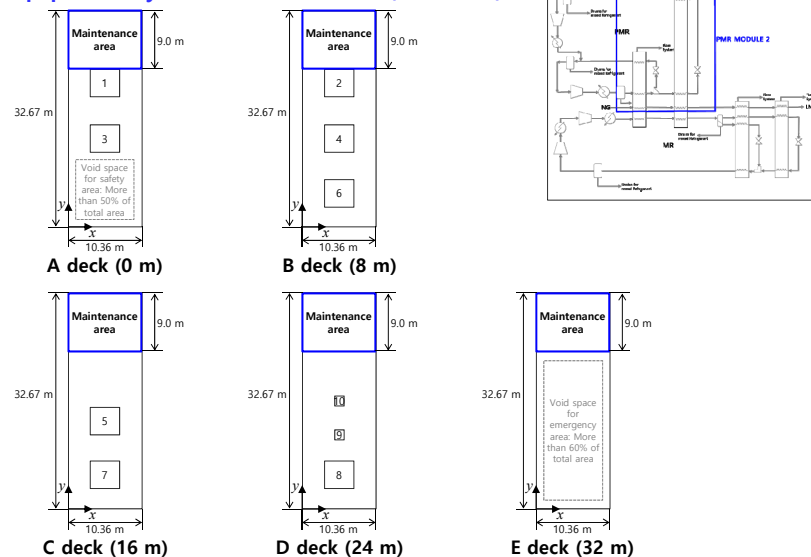 Maintenance
area
9.0 m
32.67 m
1
3
Void space
for safety
area: More
than 50% of
total area
y
x
10.36 m
A deck (0 m)
Maintenance
area
9.0 m
32.67 m
2
4
6
y
x
10.36 m
B deck (8 m)
PMR
PMR MODULE 2
NG
MR
Maintenance
area
9.0 m
32.67 m
5
7
y
x
10.36 m
C deck (16 m)
Maintenance
area
9.0 m
32.67 m
10
9
8
y
x
10.36 m
D deck (24 m)
Maintenance
area
9.0 m
32.67 m
Void space
for
emergency
area: More
than 60% of
total area
y
x
10.36 m
E deck (32 m)